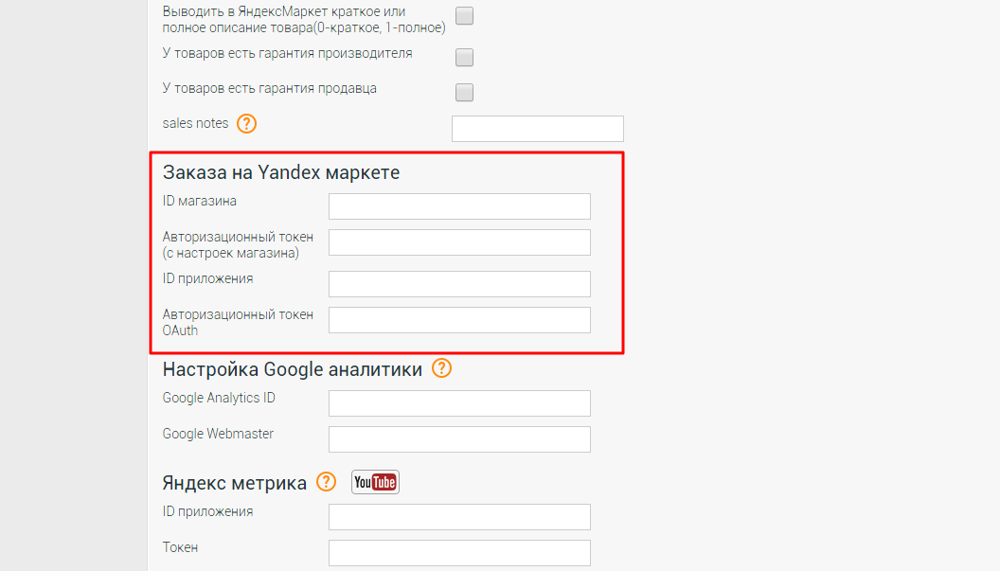 Выводить в ЯндексМаркет краткое или
полное описание товара(0-краткое, 1-полное)
У товаров есть гарантия производителя
У товаров есть гарантия продавца
sales notes ?
Заказа на Yandex маркете
ID магазина
Авторизационный токен
(с настроек магазина)
ID приложения
Авторизационный токен
OAuth
Настройка Google аналитики ?
Google Analytics ID
Google Webmaster
Яндекс метрика ? YouTube
ID приложения
Токен